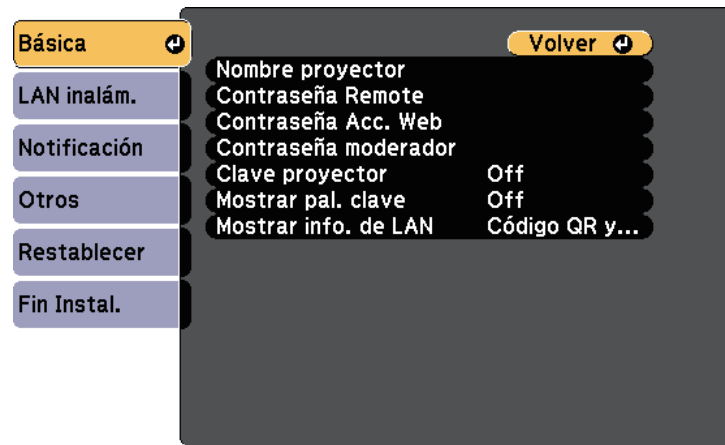 Básica
LAN inalám.
Notificación
Otros
Restablecer
Fin Instal.
Volver
Nombre proyector
Contraseña Remote
Contraseña Acc. Web
Contraseña moderador
Clave proyector Off
Mostrar pal. clave Off
Mostrar info. de LAN Código QR y...